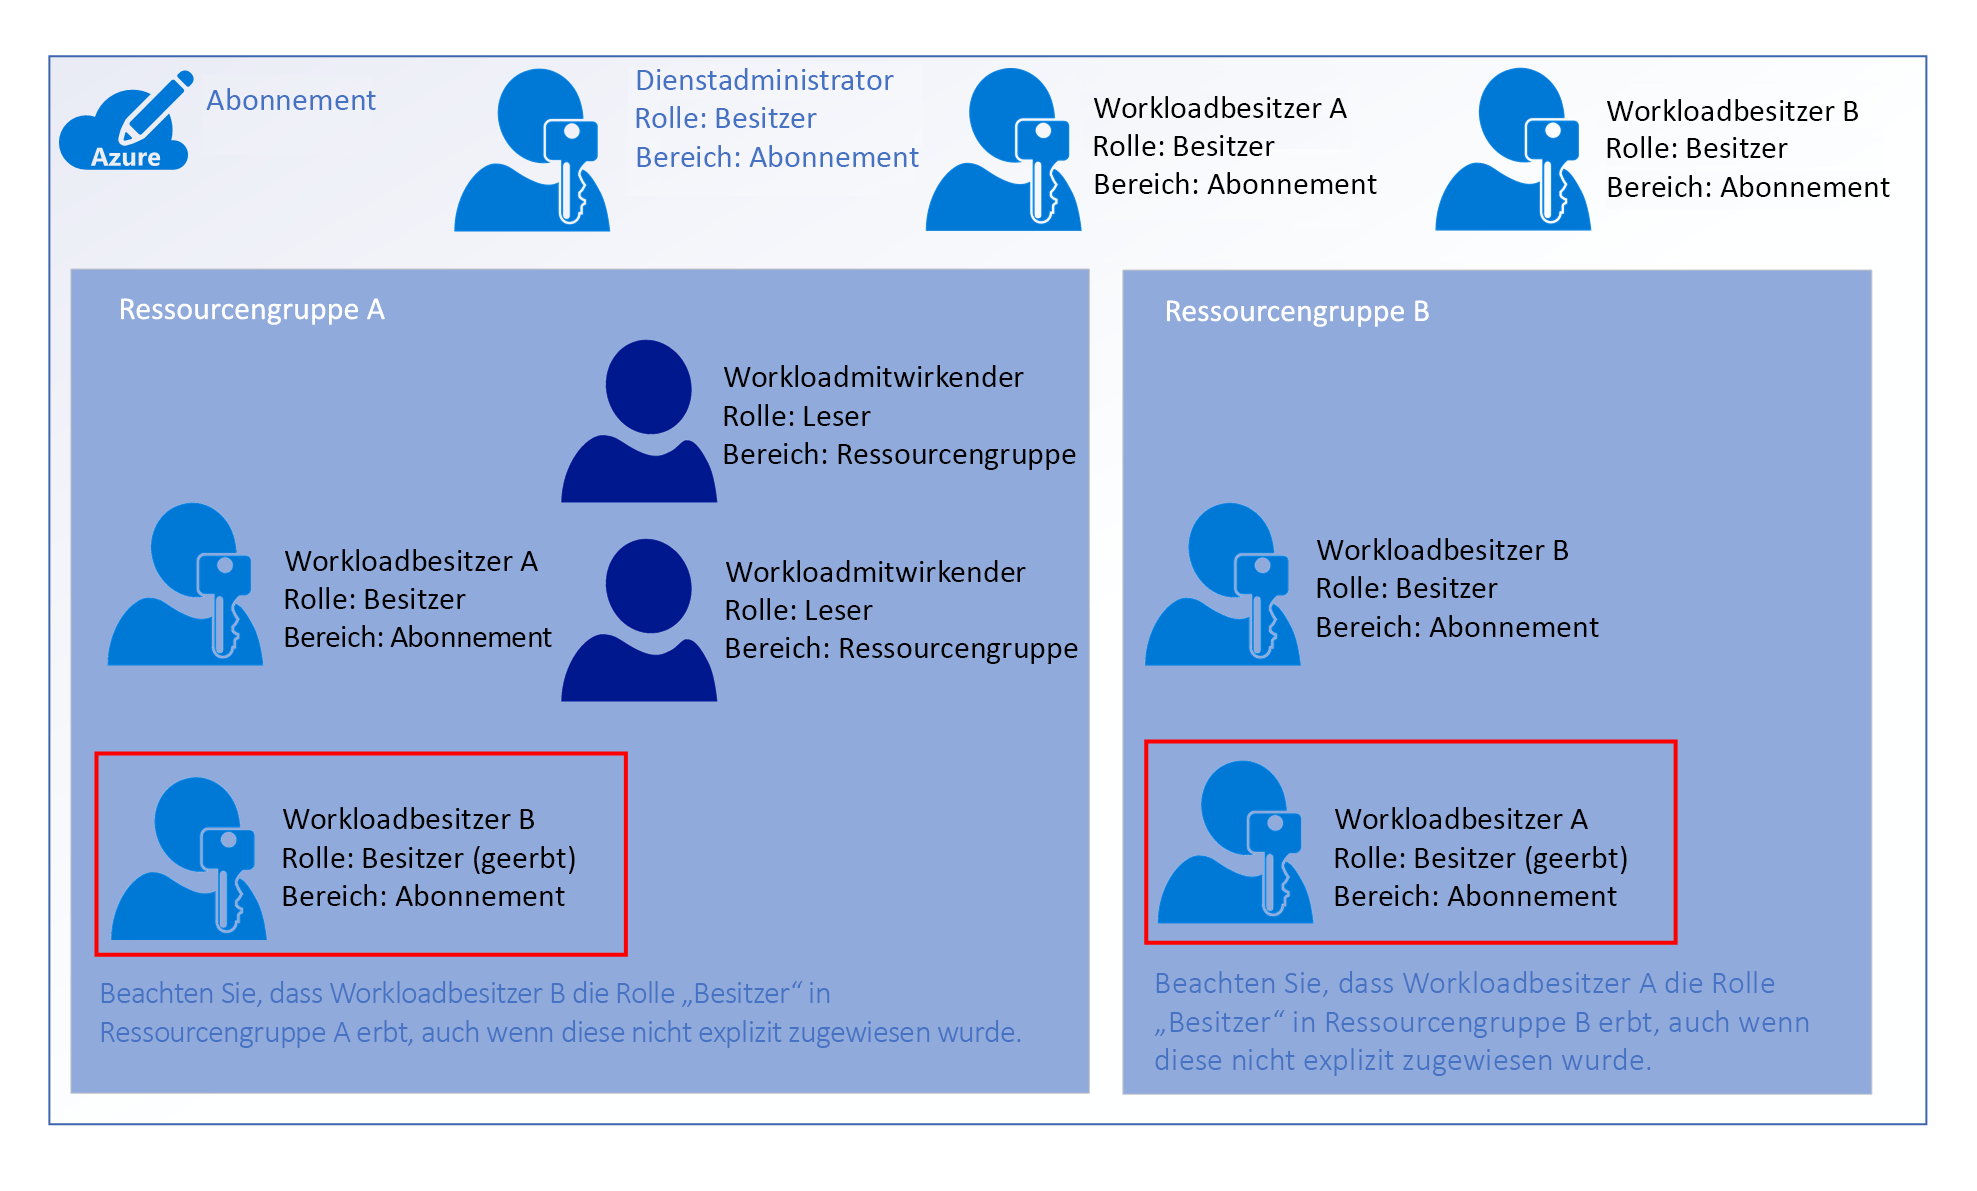 Azure
Abonnement
Dienstadministrator
Rolle: Besitzer
Bereich: Abonnement
Workloadbesitzer A
Rolle: Besitzer
Bereich: Abonnement
Workloadbesitzer B
Rolle: Besitzer
Bereich: Abonnement
Ressourcengruppe A
Workloadmitwirkender
Rolle: Leser
Bereich: Ressourcengruppe
Workloadbesitzer A
Rolle: Besitzer
Bereich: Abonnement
Workloadmitwirkender
Rolle: Leser
Bereich: Ressourcengruppe
Workloadbesitzer B
Rolle: Besitzer (geerbt)
Bereich: Abonnement
Beachten Sie, dass Workloadbesitzer B die Rolle „Besitzer“ in
Ressourcengruppe A erbt, auch wenn diese nicht explizit zugewiesen wurde.
Ressourcengruppe B
Workloadbesitzer B
Rolle: Besitzer
Bereich: Abonnement
Workloadbesitzer A
Rolle: Besitzer (geerbt)
Bereich: Abonnement
Beachten Sie, dass Workloadbesitzer A die Rolle
„Besitzer“ in Ressourcengruppe B erbt, auch wenn
diese nicht explizit zugewiesen wurde.